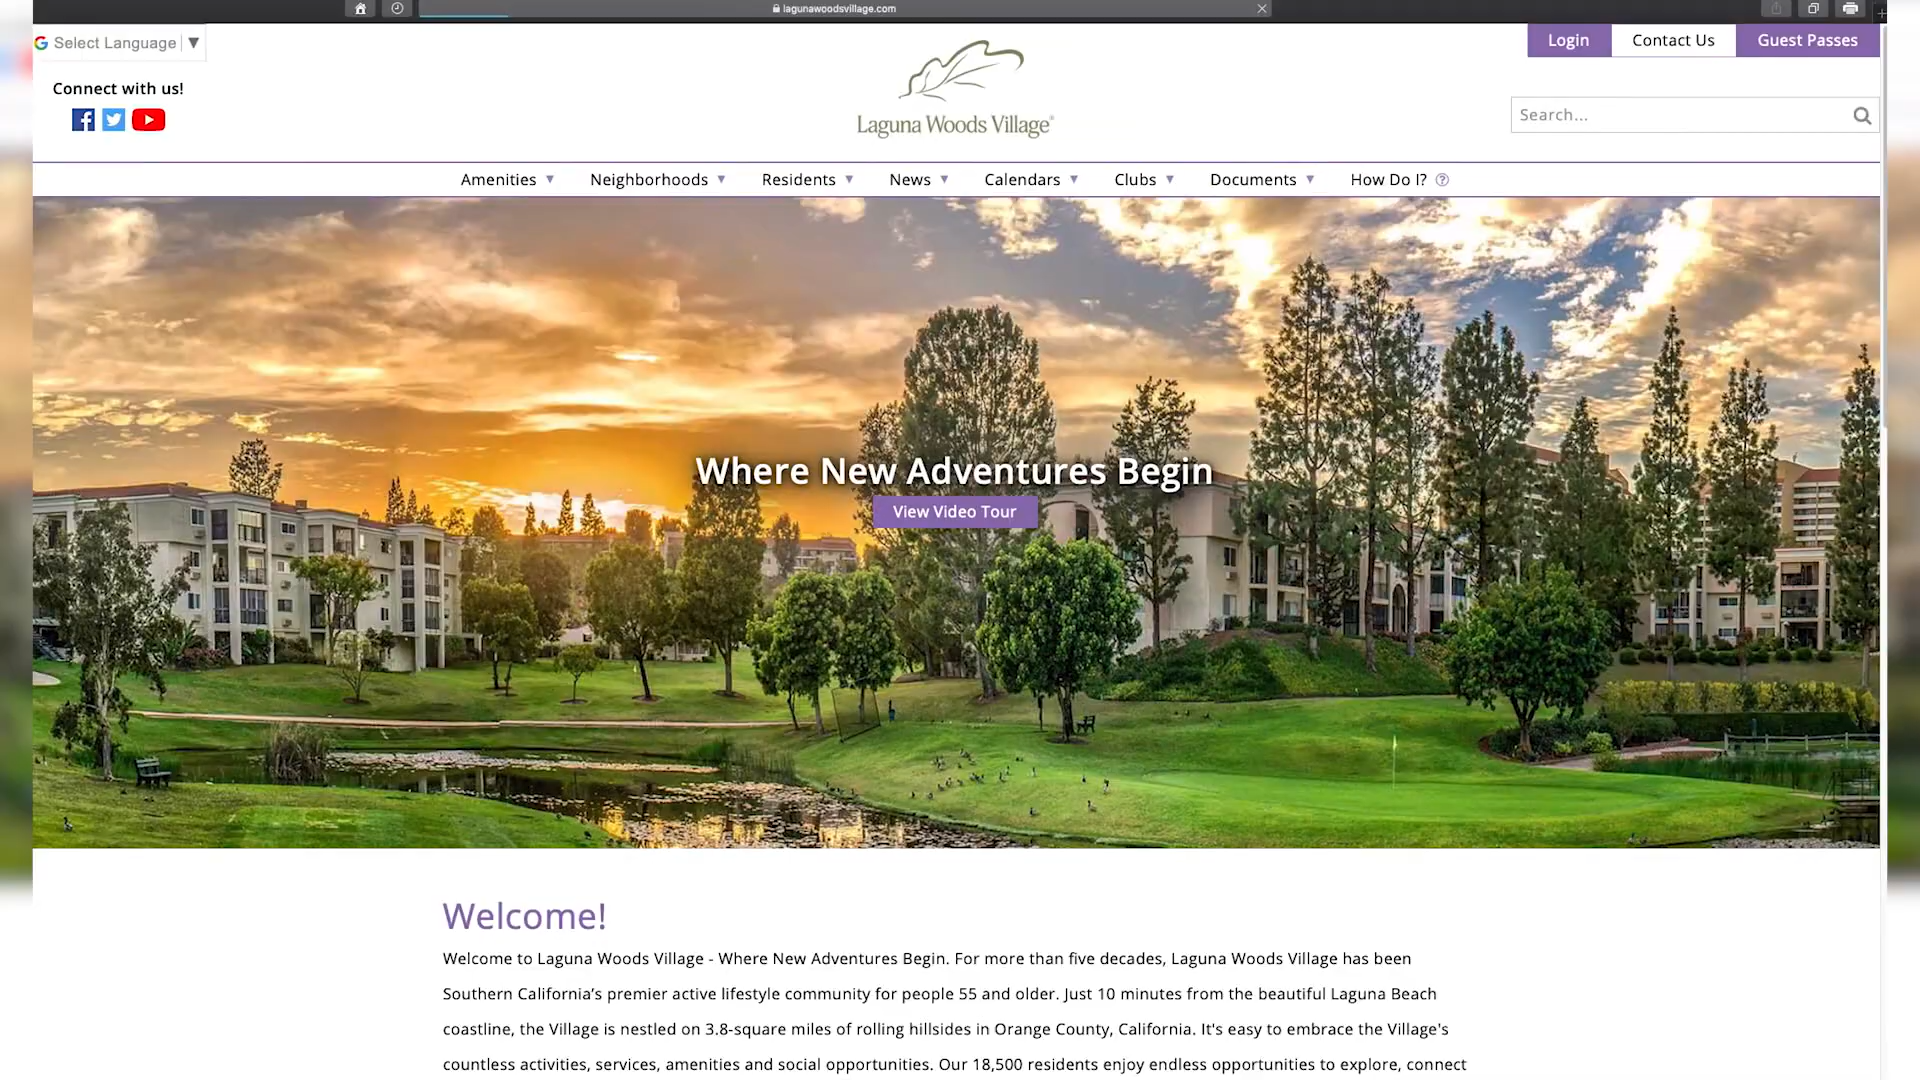 lagunawoodsvillage.com
Select Language ▼
Login
Contact Us
Guest Passes
Connect with us!
Laguna Woods Village®
Search...
Amenities ▼
Neighborhoods ▼
Residents ▼
News ▼
Calendars ▼
Clubs ▼
Documents ▼
How Do I?
Where New Adventures Begin
View Video Tour
Welcome!
Welcome to Laguna Woods Village - Where New Adventures Begin. For more than five decades, Laguna Woods Village has been
Southern California’s premier active lifestyle community for people 55 and older. Just 10 minutes from the beautiful Laguna Beach
coastline, the Village is nestled on 3.8-square miles of rolling hillsides in Orange County, California. It's easy to embrace the Village's
countless activities, services, amenities and social opportunities. Our 18,500 residents enjoy endless opportunities to explore, connect